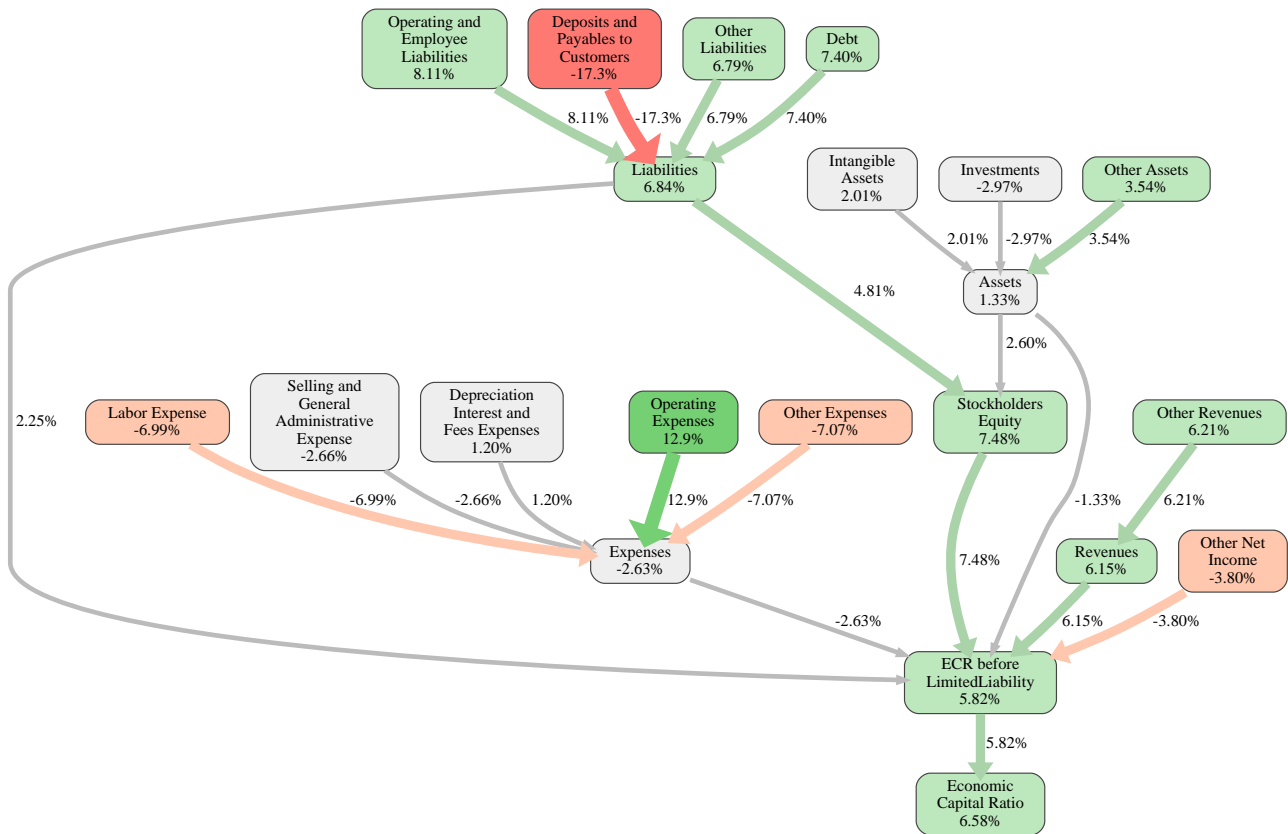 Operating and
Employee
Liabilities
8.11%
Deposits and
Payables to
Customers
-17.3%
Other
Liabilities
6.79%
Debt
7.40%
8.11%
-17.3%
6.79%
7.40%
Liabilities
6.84%
Intangible
Assets
2.01%
Investments
-2.97%
Other Assets
3.54%
2.01%
-2.97%
3.54%
4.81%
Assets
1.33%
2.60%
2.25%
Labor Expense
-6.99%
Selling and
General
Administrative
Expense
-2.66%
Depreciation
Interest and
Fees Expenses
1.20%
Operating
Expenses
12.9%
Other Expenses
-7.07%
Stockholders
Equity
7.48%
Other Revenues
6.21%
-6.99%
-2.66%
1.20%
12.9%
-7.07%
-1.33%
6.21%
Expenses
-2.63%
7.48%
Revenues
6.15%
Other Net
Income
-3.80%
-2.63%
6.15%
-3.80%
ECR before
LimitedLiability
5.82%
5.82%
Economic
Capital Ratio
6.58%